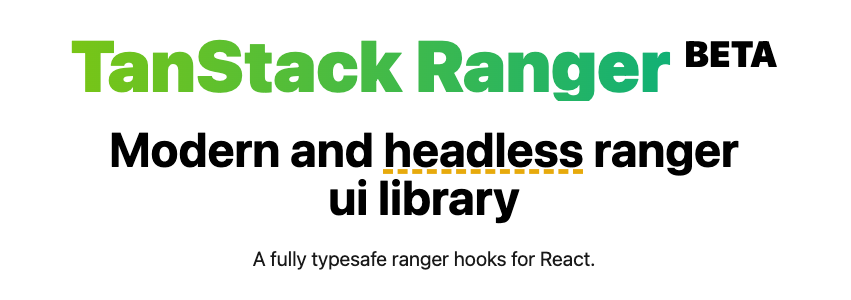 TanStack Ranger BETA
Modern and headless ranger
ui library
A fully typesafe ranger hooks for React.